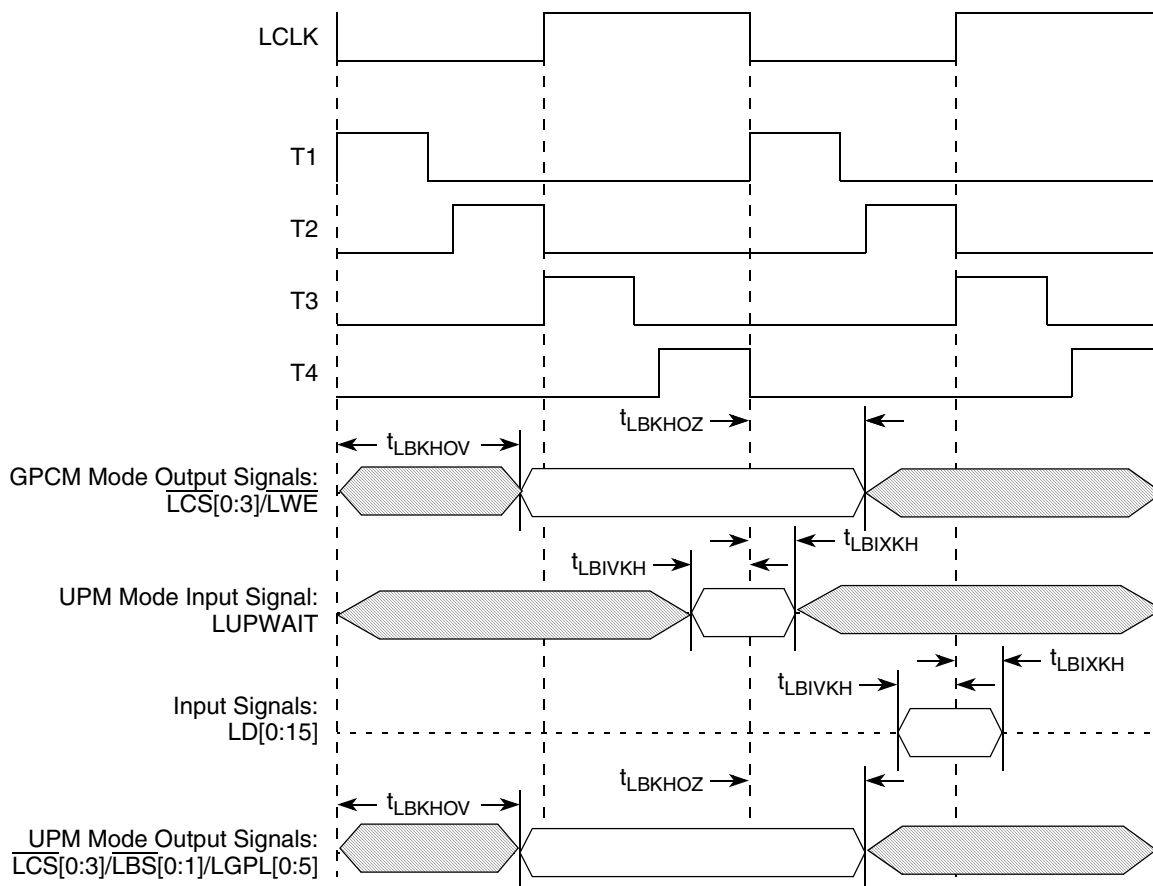 LCLK
T1
T2
T3
T4
tLBKHOZ
tLBKHOV
GPCM Mode Output Signals:
LCS[0:3]/LWE
tLBIXKH
tLBIVKH
UPM Mode Input Signal:
LUPWAIT
tLBIXKH
tLBIVKH
Input Signals:
LD[0:15]
tLBKHOZ
tLBKHOV
UPM Mode Output Signals:
LCS[0:3]/LBS[0:1]/LGPL[0:5]